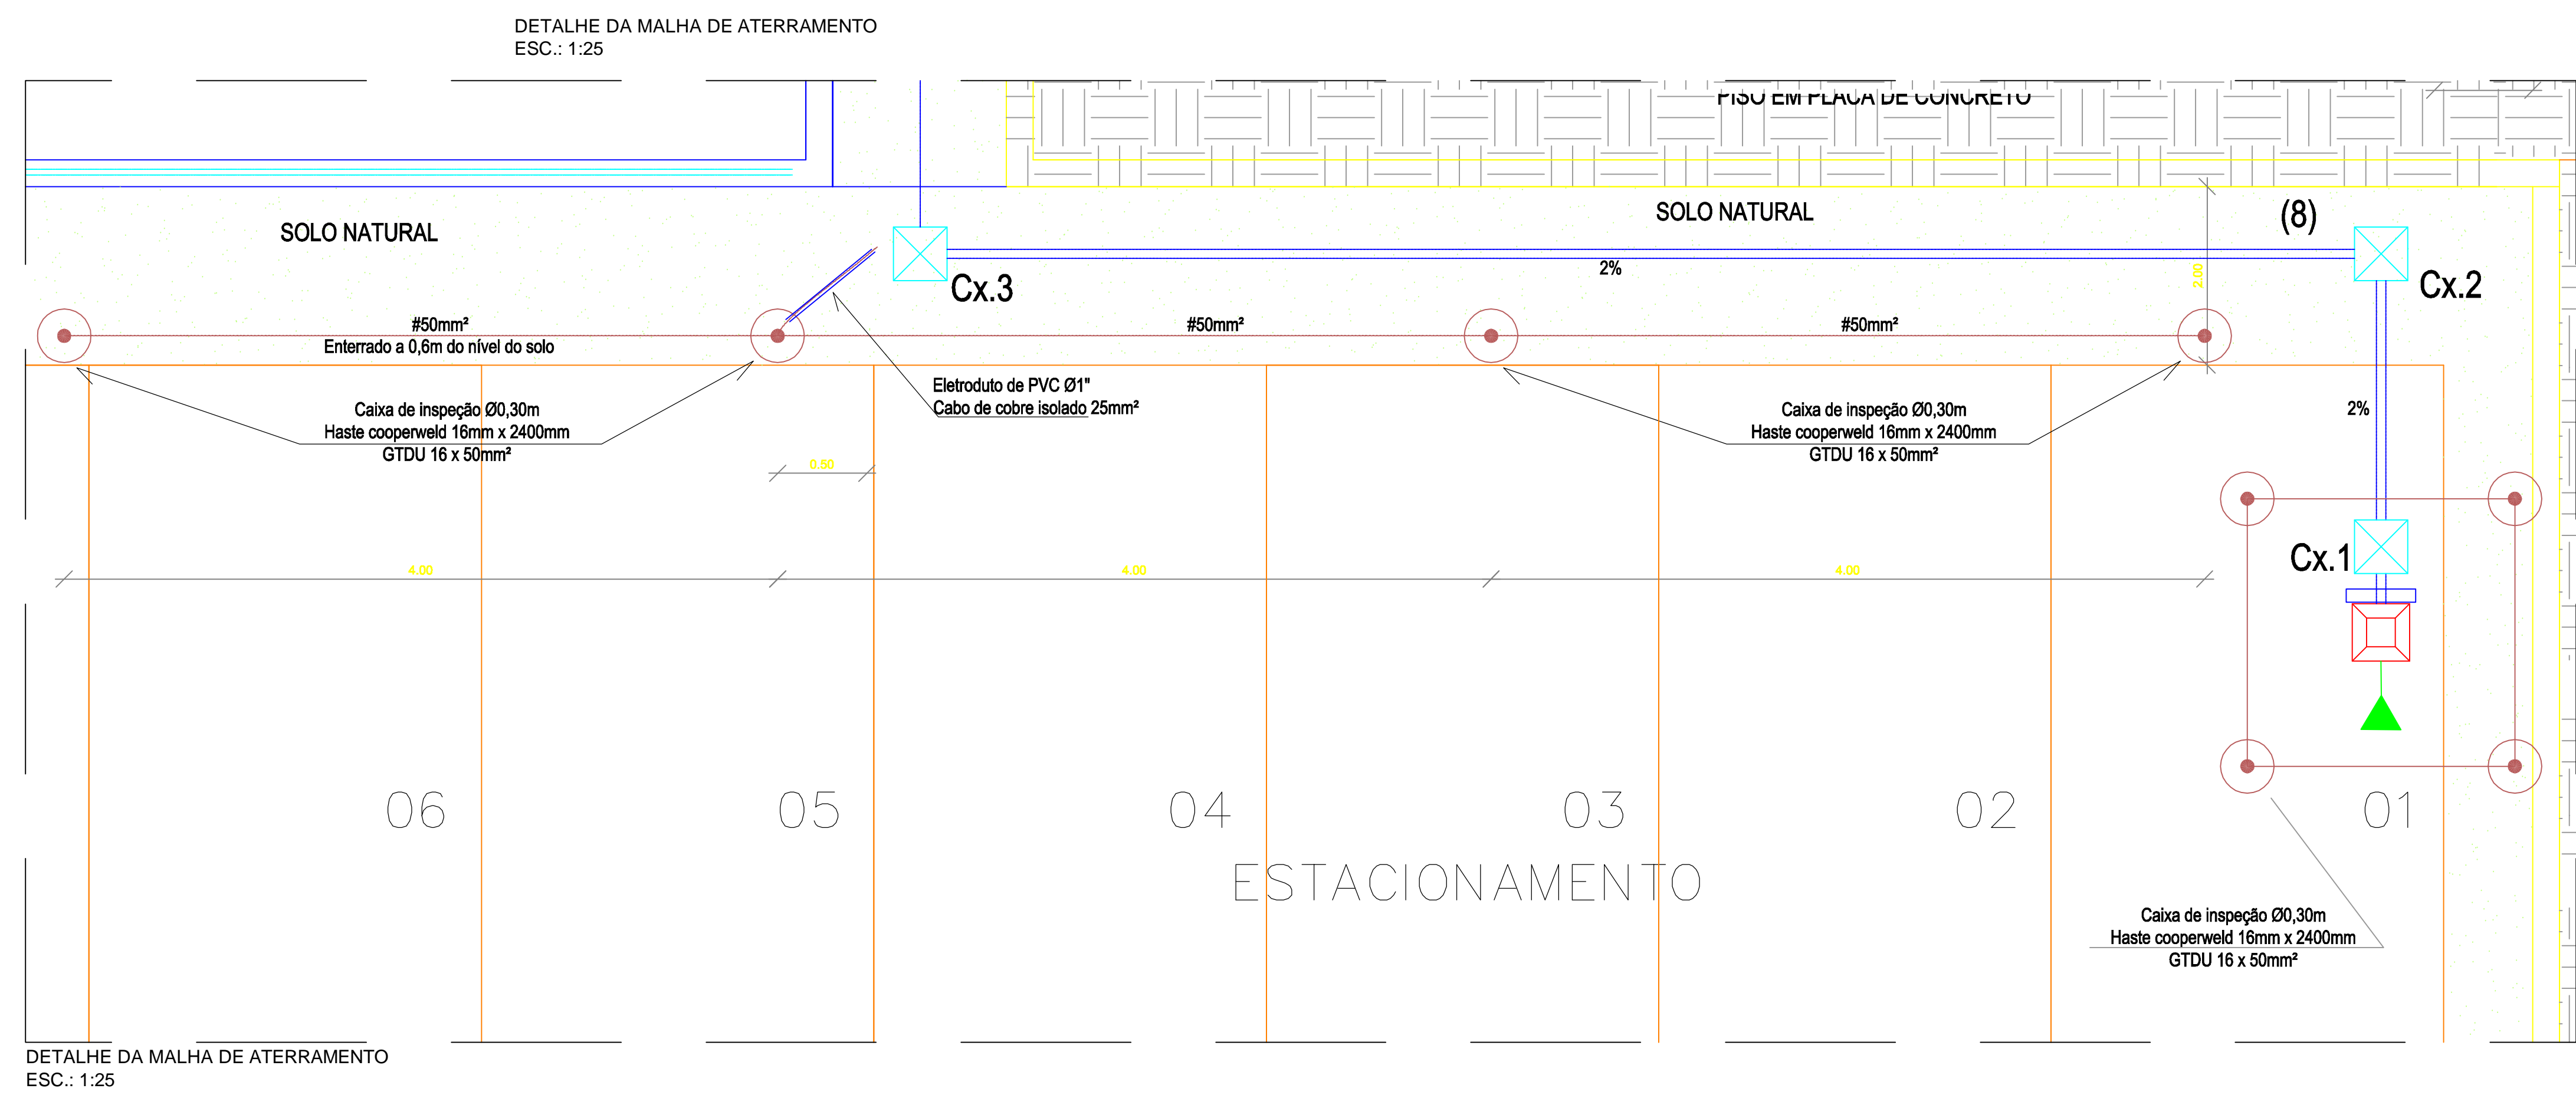 DETALHE DA MALHA DE ATERRAMENTO
ESC.: 1:25
PISO EM PLACA DE CONCRETO
SOLO NATURAL
SOLO NATURAL
(8)
Cx.3
2%
2.00
Cx.2
#50mm²
Enterrado a 0,6m do nível do solo
#50mm²
#50mm²
Eletroduto de PVC Ø1"
Cabo de cobre isolado 25mm²
Caixa de inspeção Ø0,30m
Haste cooperweld 16mm x 2400mm
GTDU 16 x 50mm²
Caixa de inspeção Ø0,30m
Haste cooperweld 16mm x 2400mm
GTDU 16 x 50mm²
2%
0.50
Cx.1
4.00
4.00
4.00
06
05
04
03
02
01
ESTACIONAMENTO
Caixa de inspeção Ø0,30m
Haste cooperweld 16mm x 2400mm
GTDU 16 x 50mm²
DETALHE DA MALHA DE ATERRAMENTO
ESC.: 1:25